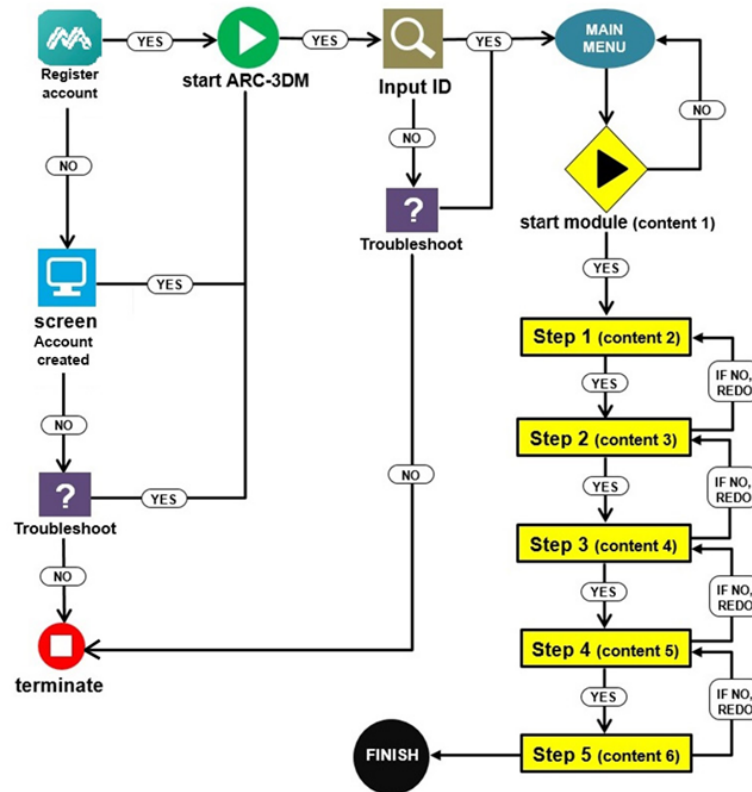 Register
account
YES
start ARC-3DM
YES
Input ID
YES
MAIN
MENU
NO
NO
NO
?
Troubleshoot
start module (content 1)
YES
screen
Account
created
YES
Step 1 (content 2)
YES
IF NO,
REDO
Step 2 (content 3)
NO
YES
?
Troubleshoot
YES
NO
YES
IF NO,
REDO
Step 3 (content 4)
NO
YES
IF NO,
REDO
terminate
Step 4 (content 5)
YES
IF NO,
REDO
FINISH
Step 5 (content 6)